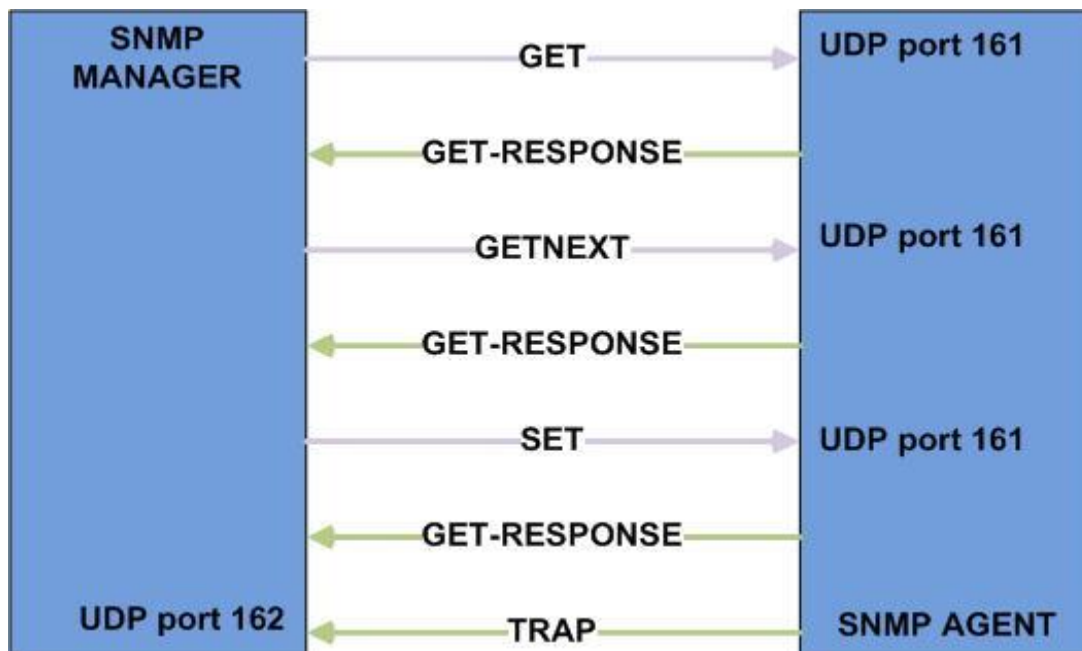 SNMP
MANAGER
GET
UDP port 161
GET-RESPONSE
GETNEXT
UDP port 161
GET-RESPONSE
SET
UDP port 161
GET-RESPONSE
UDP port 162
TRAP
SNMP AGENT